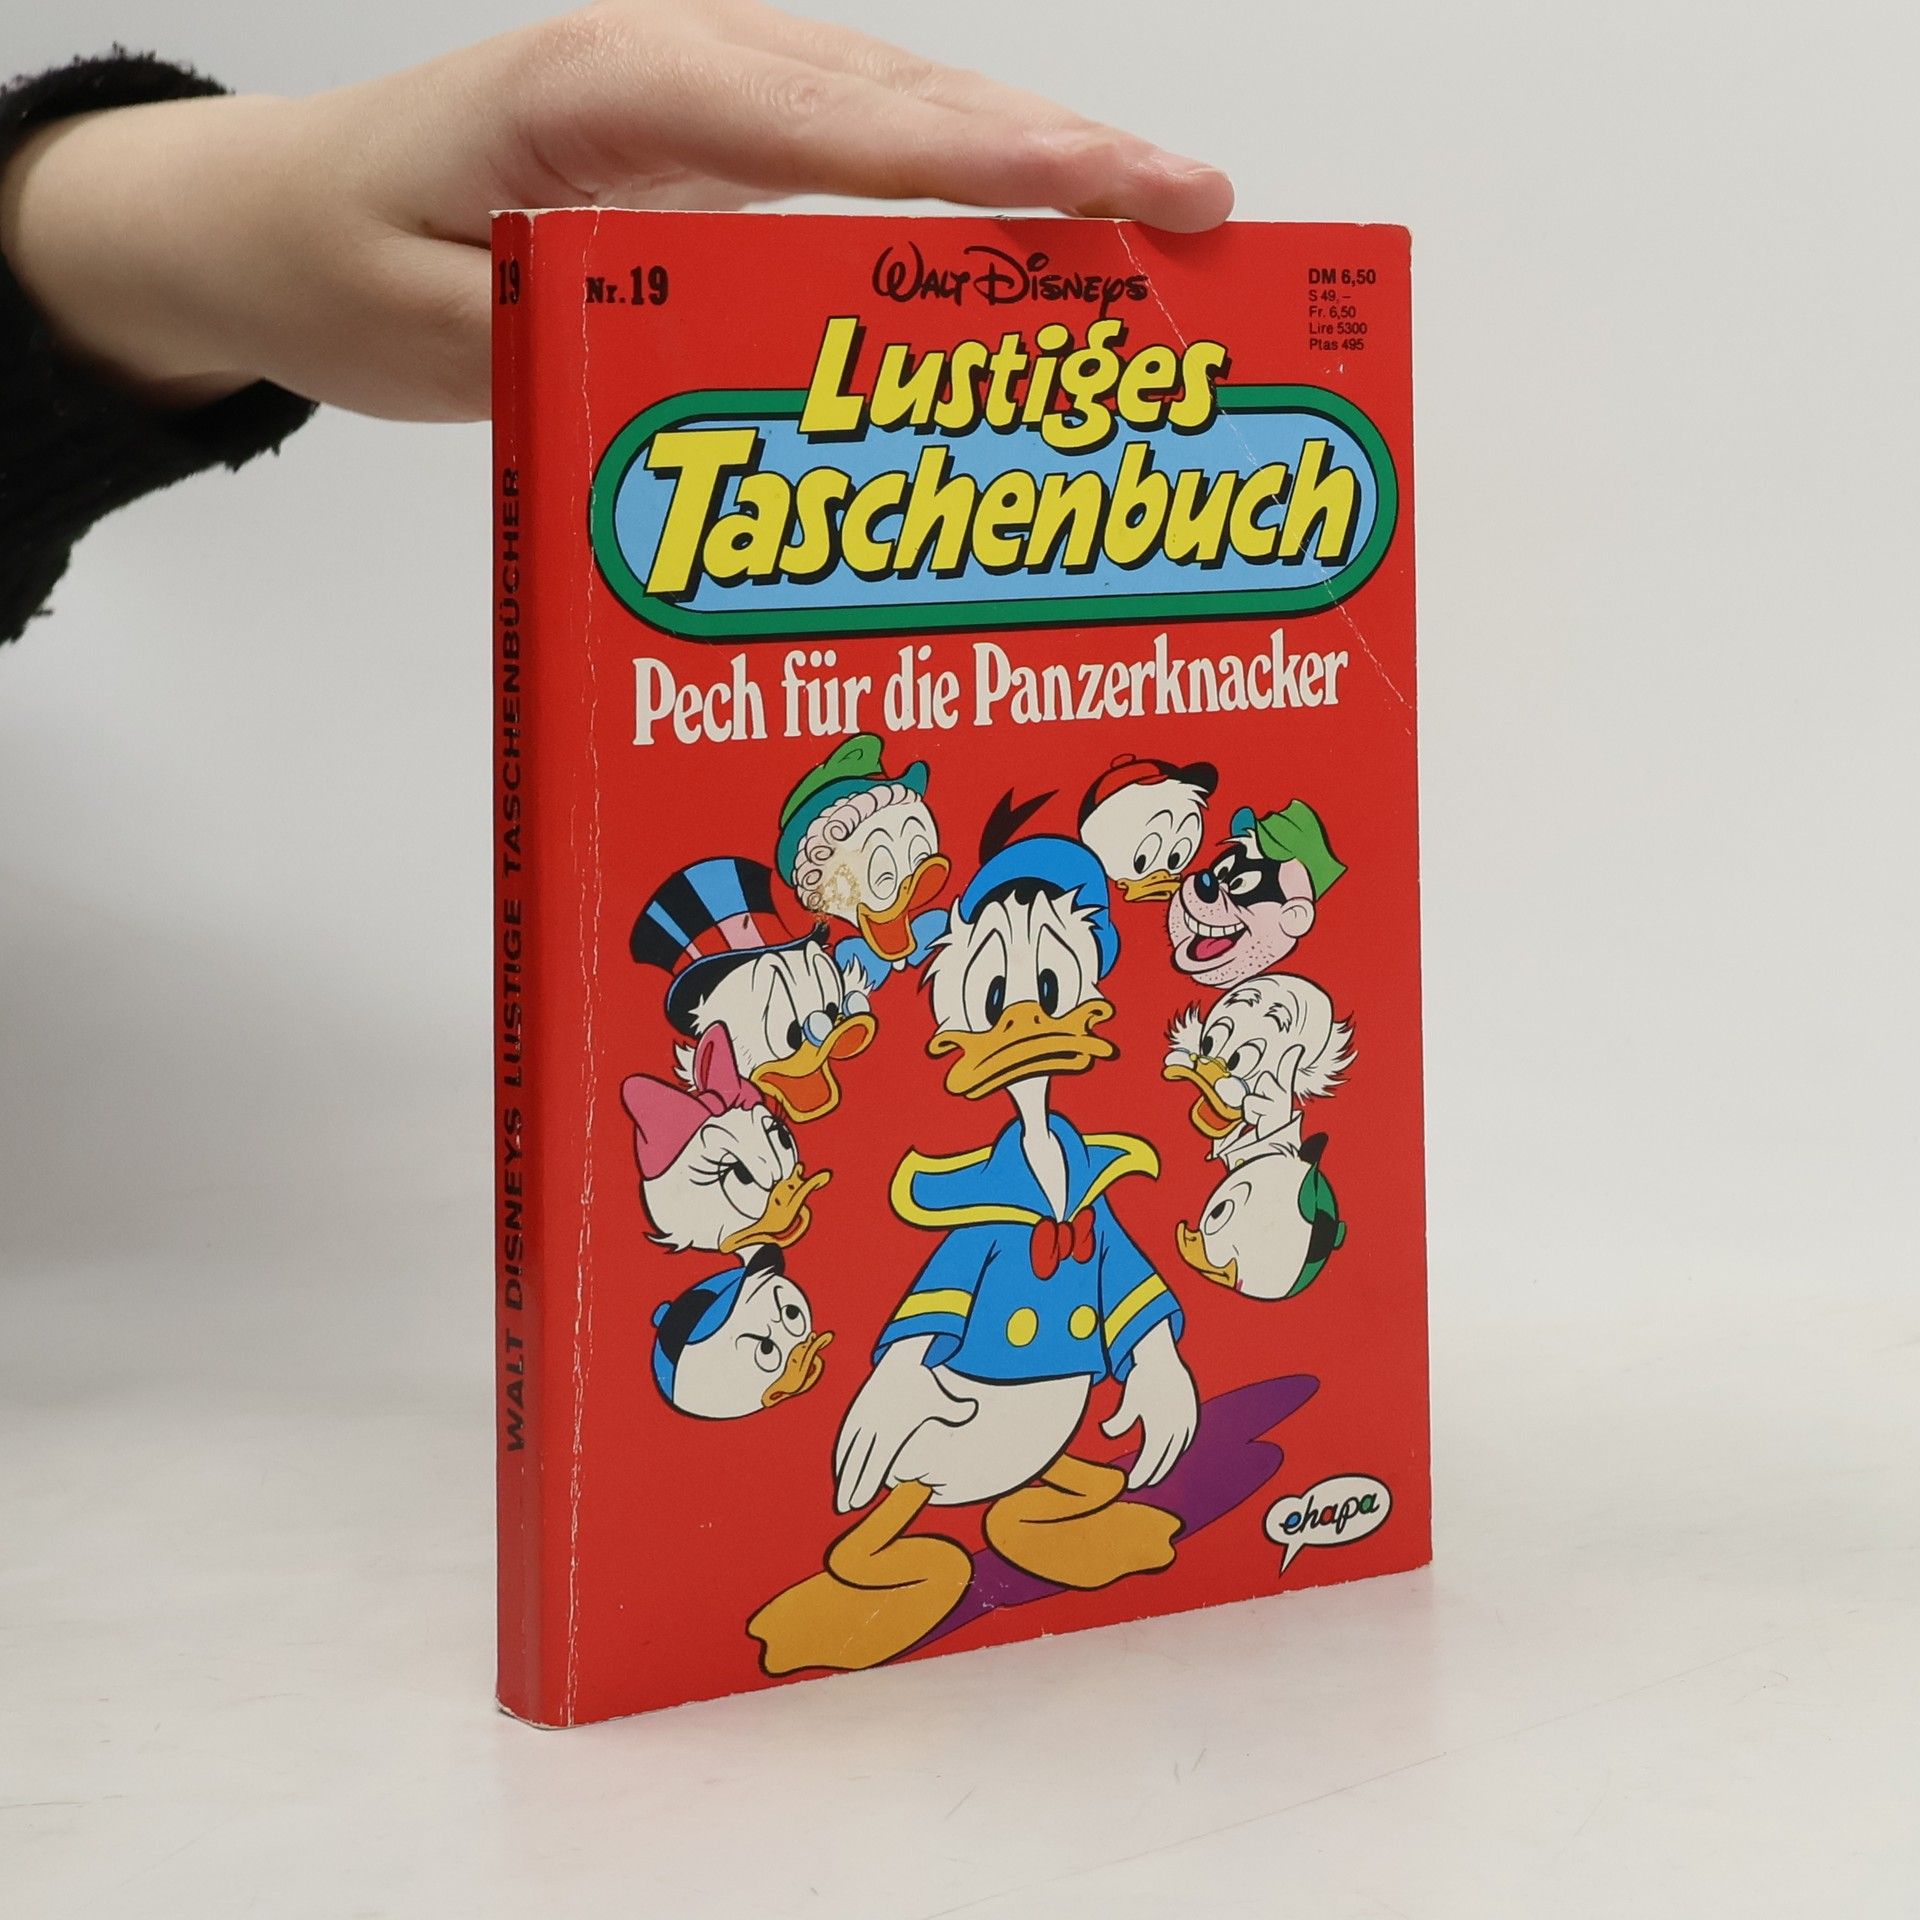 19
WALT DISNEYS LUSTIGE TASCHENBÜCHER
Nr. 19
WALT DISNEYS
DM 6,50
S 49,–
Fr. 6,50
Lire 5300
Ptas 495
Lustiges
Taschenbuch
Pech für die Panzerknacker
ehapa